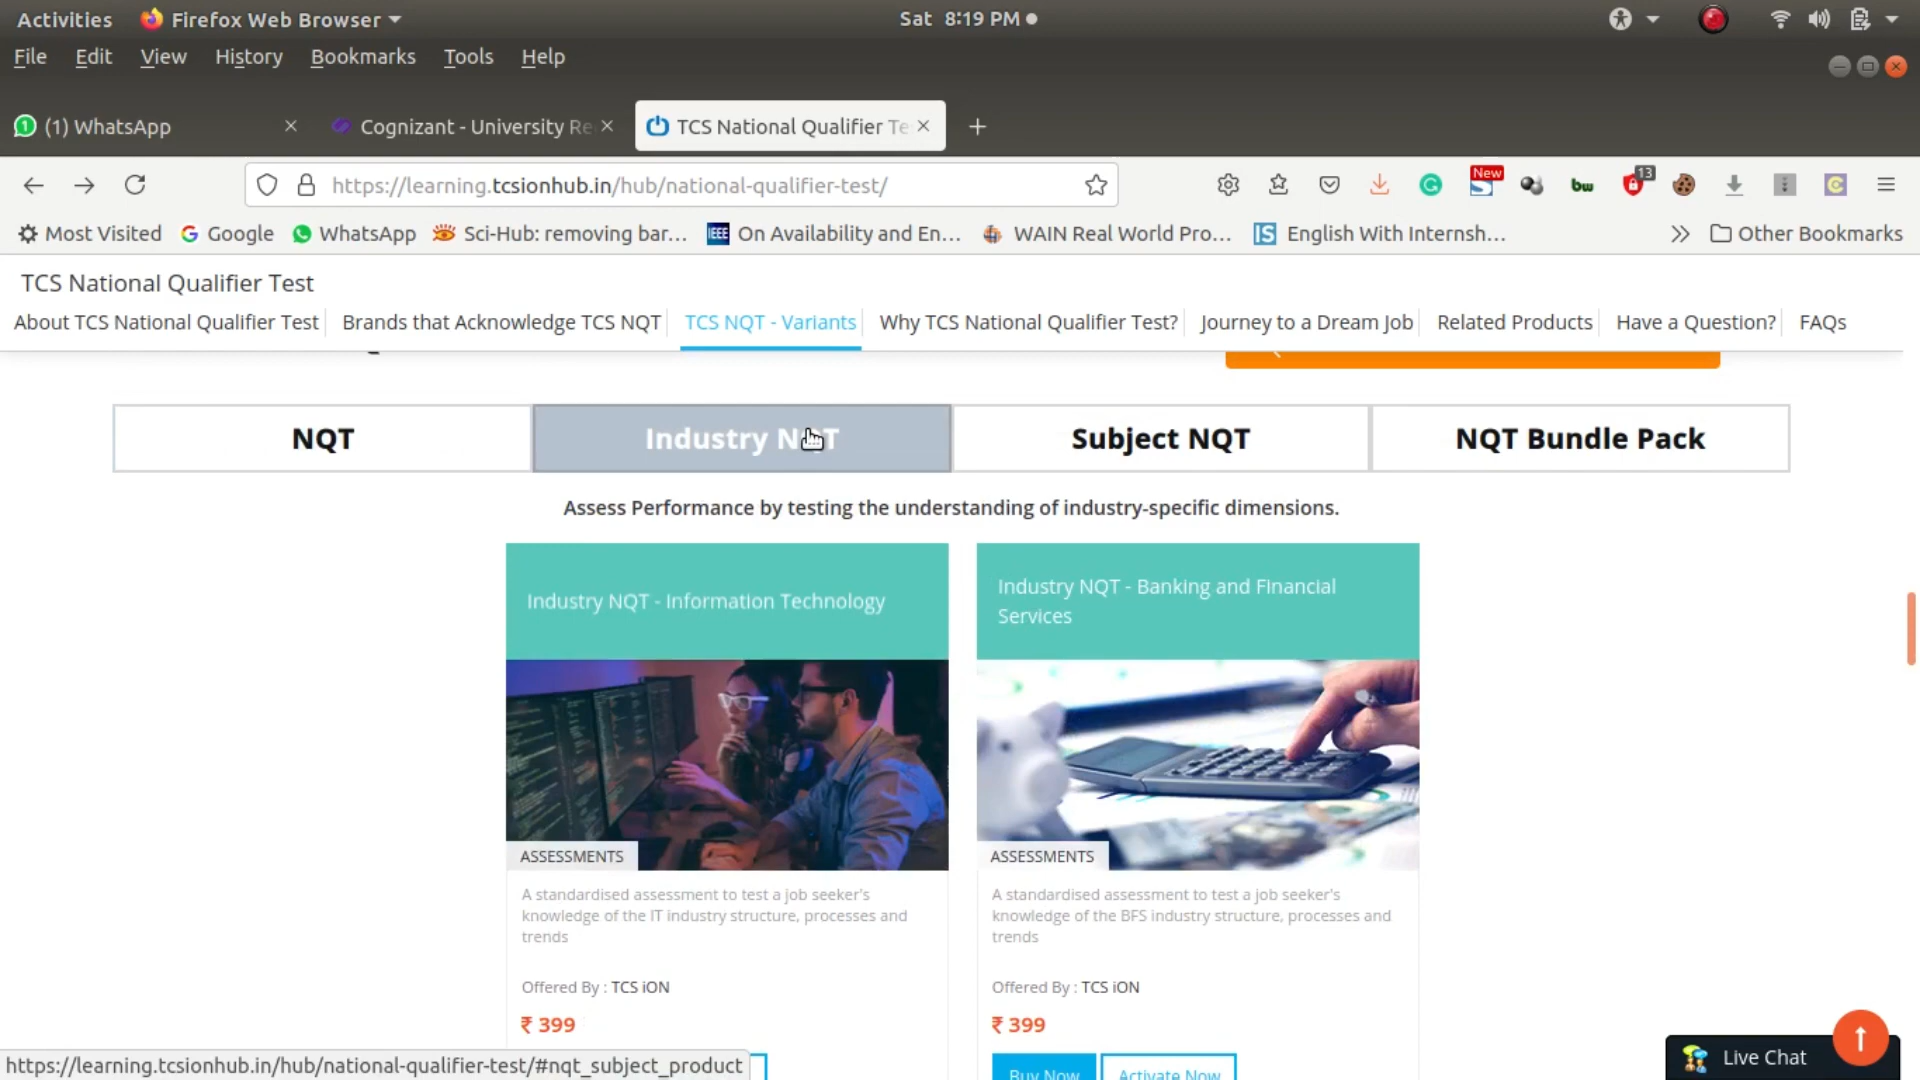 Activities Firefox Web Browser Sat 8:19 PM
File Edit View History Bookmarks Tools Help
(1) WhatsApp Cognizant - University Re TCS National Qualifier Te
https://learning.tcsionhub.in/hub/national-qualifier-test/ New bw 13
Most Visited Google WhatsApp Sci-Hub: removing bar... IEEE On Availability and En... WAIN Real World Pro... IS English With Internsh... Other Bookmarks
TCS National Qualifier Test
About TCS National Qualifier Test Brands that Acknowledge TCS NQT TCS NQT - Variants Why TCS National Qualifier Test? Journey to a Dream Job Related Products Have a Question? FAQs
NQT Industry NQT Subject NQT NQT Bundle Pack
Assess Performance by testing the understanding of industry-specific dimensions.
Industry NQT - Information Technology
ASSESSMENTS
A standardised assessment to test a job seeker's
knowledge of the IT industry structure, processes and
trends
Offered By : TCS iON
₹ 399
Industry NQT - Banking and Financial
Services
ASSESSMENTS
A standardised assessment to test a job seeker's
knowledge of the BFS industry structure, processes and
trends
Offered By : TCS iON
₹ 399
Buy Now Activate Now
Live Chat
https://learning.tcsionhub.in/hub/national-qualifier-test/#nqt_subject_product